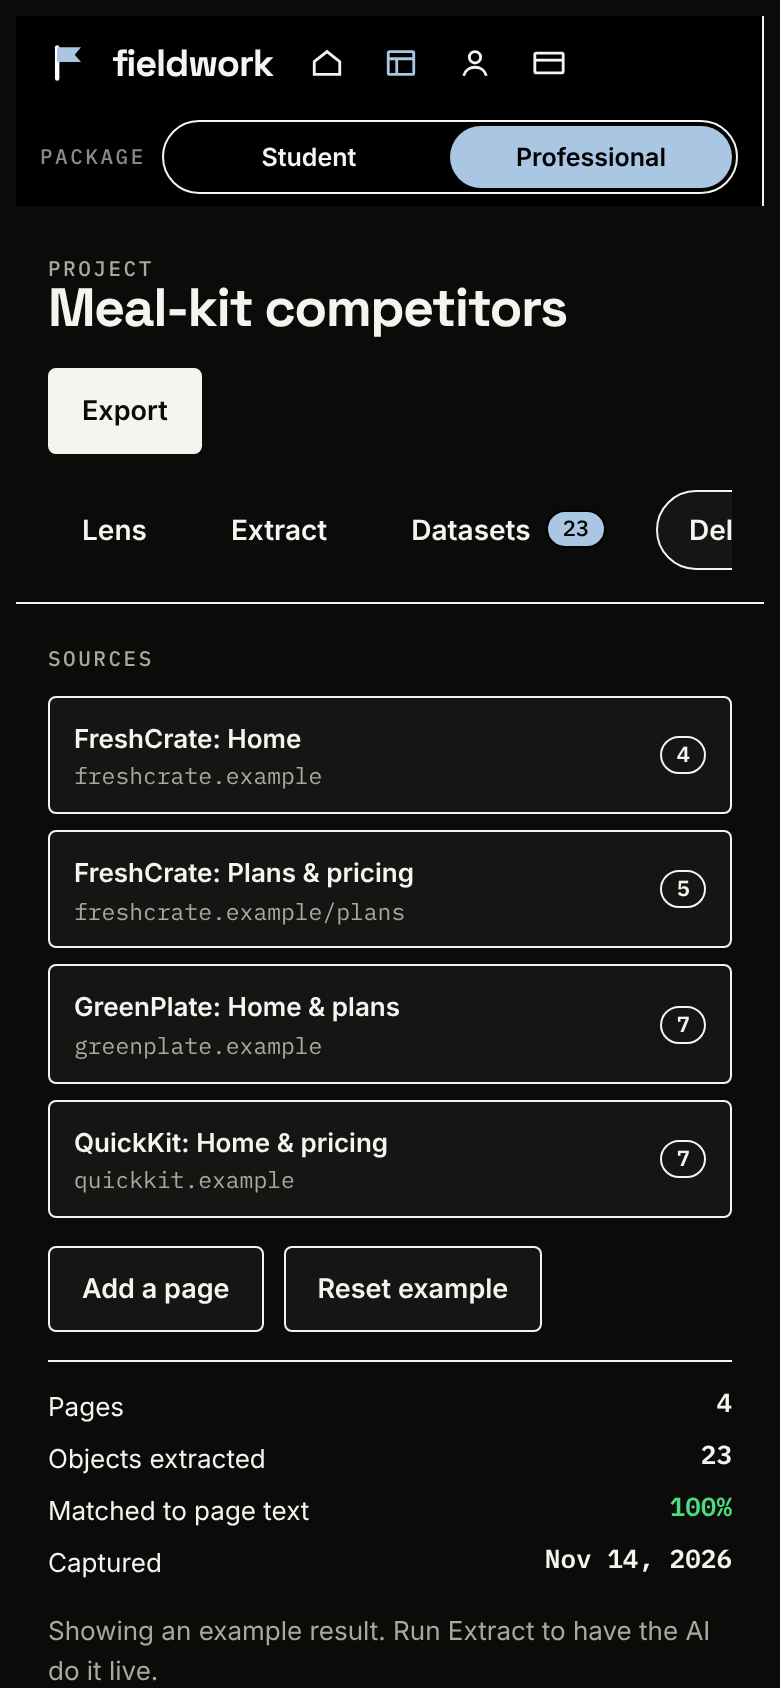 fieldwork
PACKAGE
Student
Professional
PROJECT
Meal-kit competitors
Export
Lens
Extract
Datasets 23
Del
SOURCES
FreshCrate: Home
freshcrate.example
4
FreshCrate: Plans & pricing
freshcrate.example/plans
5
GreenPlate: Home & plans
greenplate.example
7
QuickKit: Home & pricing
quickkit.example
7
Add a page
Reset example
Pages 4
Objects extracted 23
Matched to page text 100%
Captured Nov 14, 2026
Showing an example result. Run Extract to have the AI
do it live.